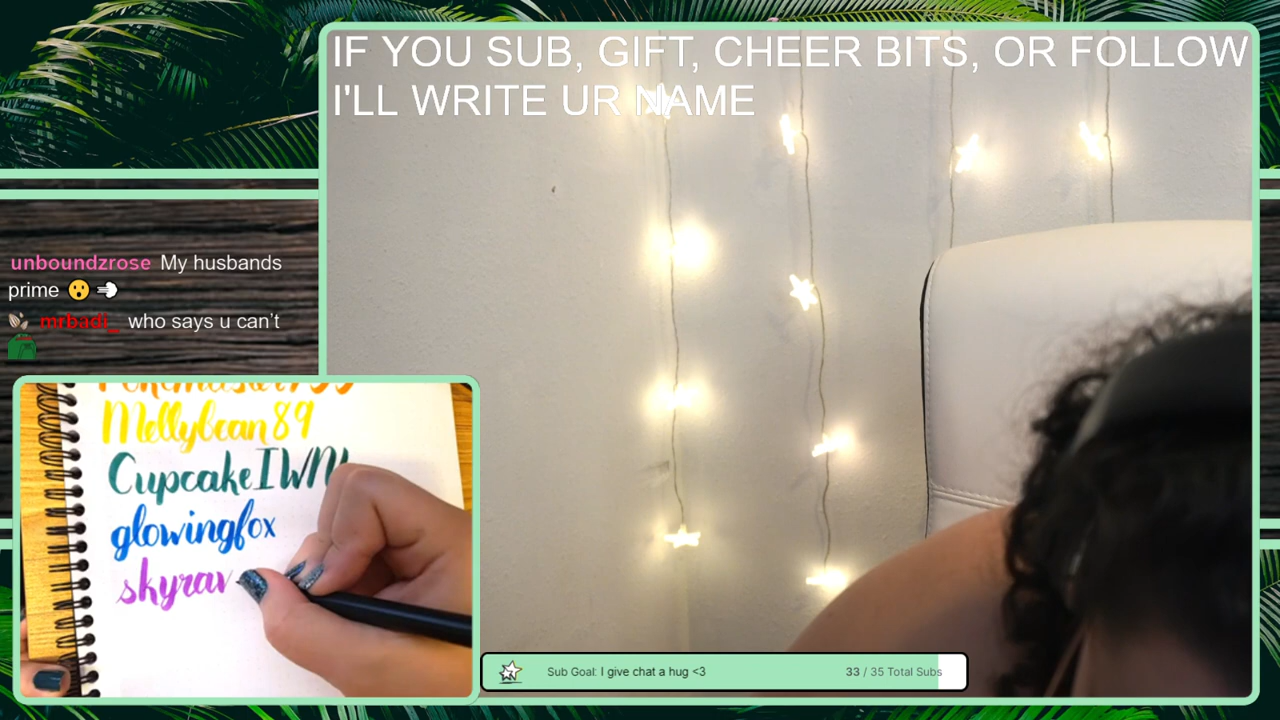 IF YOU SUB, GIFT, CHEER BITS, OR FOLLOW
I'LL WRITE UR NAME
unboundzrose My husbands
prime 😮 💨
mrbadi_ who says u can't
Mellybean89
CupcakeIWN
glowingfox
skyrav
Sub Goal: I give chat a hug <3
33 / 35 Total Subs